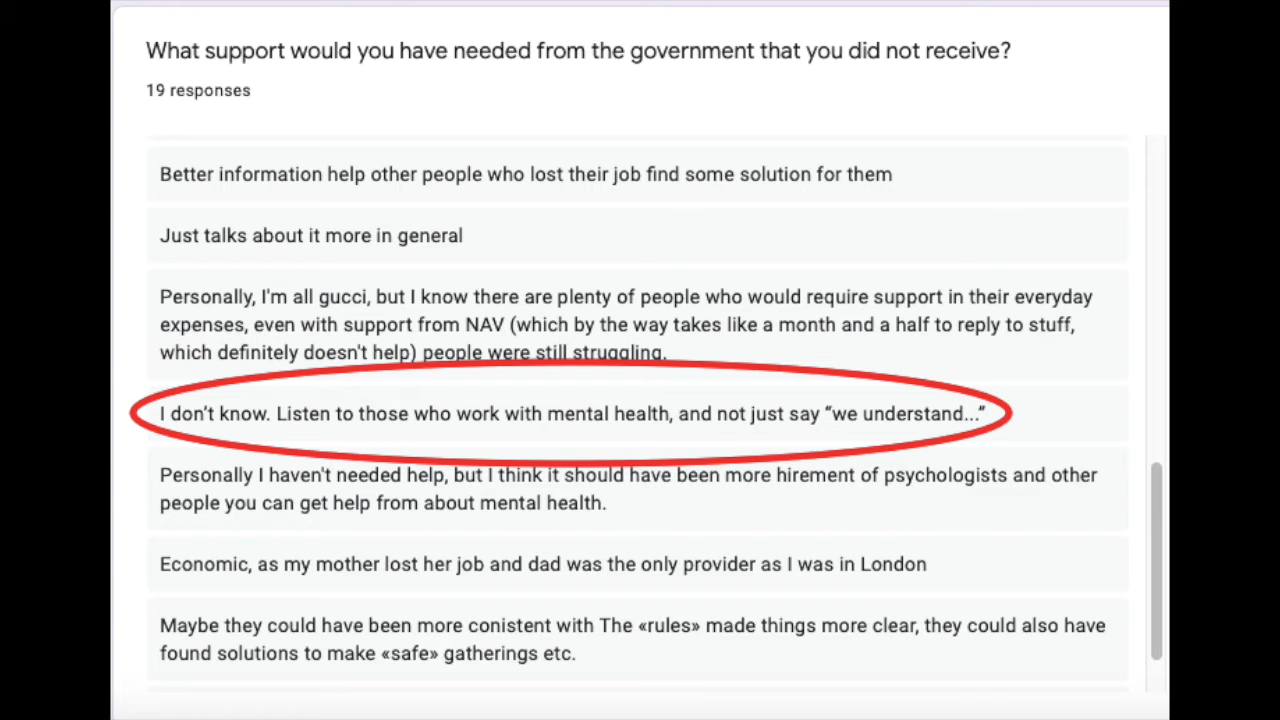 What support would you have needed from the government that you did not receive?
19 responses
Better information help other people who lost their job find some solution for them
Just talks about it more in general
Personally, I'm all gucci, but I know there are plenty of people who would require support in their everyday
expenses, even with support from NAV (which by the way takes like a month and a half to reply to stuff,
which definitely doesn't help) people were still struggling.
I don't know. Listen to those who work with mental health, and not just say “we understand...”
Personally I haven't needed help, but I think it should have been more hirement of psychologists and other
people you can get help from about mental health.
Economic, as my mother lost her job and dad was the only provider as I was in London
Maybe they could have been more conistent with The «rules» made things more clear, they could also have
found solutions to make «safe» gatherings etc.